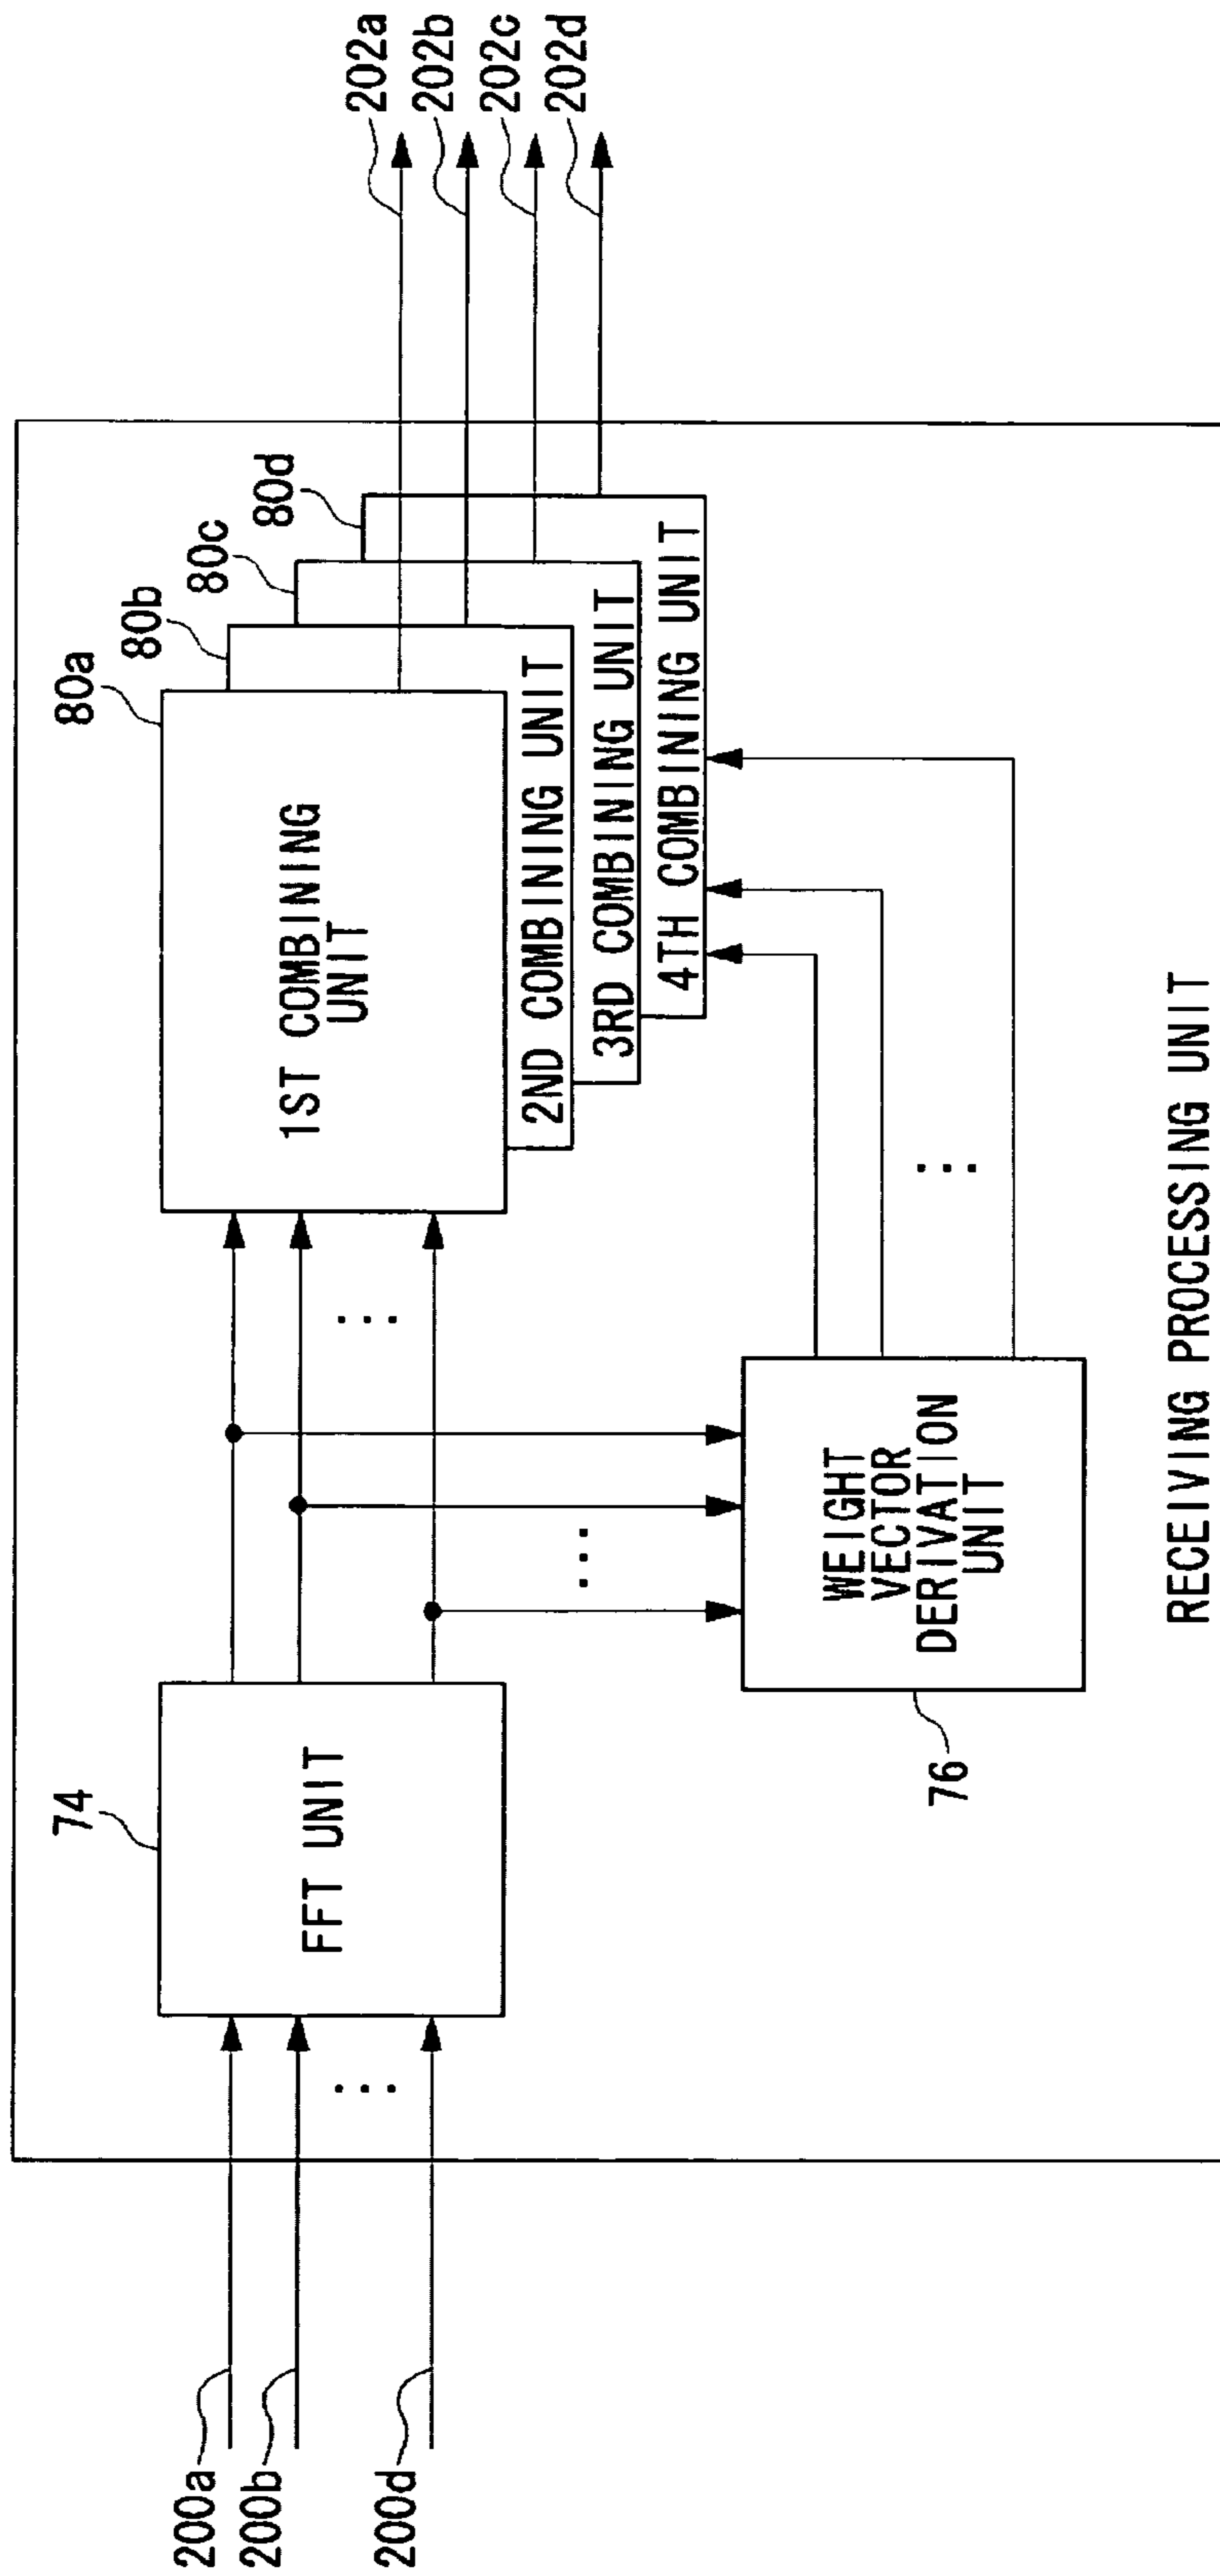 200a
200b
200d
74
FFT UNIT
...
76
WEIGHT
VECTOR
DERIVATION
UNIT
...
...
...
80a
80b
80c
80d
1ST COMBINING
UNIT
2ND COMBINING UNIT
3RD COMBINING UNIT
4TH COMBINING UNIT
202a
202b
202c
202d
RECEIVING PROCESSING UNIT